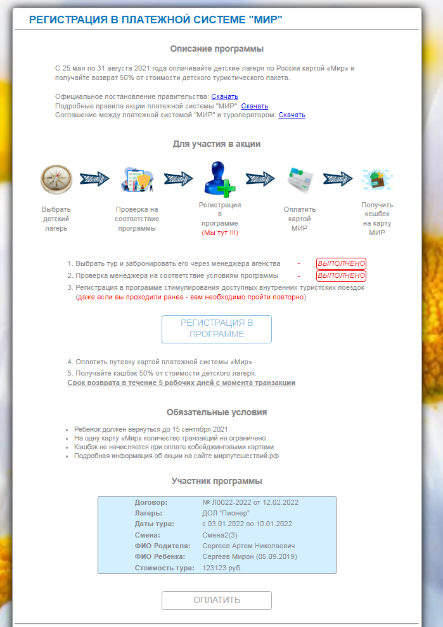 РЕГИСТРАЦИЯ В ПЛАТЕЖНОЙ СИСТЕМЕ "МИР"
Описание программы
С 25 мая по 31 августа 2021 года оплачивайте детские лагеря по России картой «Мир» и
получайте возврат 50% от стоимости детского туристического пакета.
Официальное постановление правительства: Скачать
Подробные правила акции платежной системы "МИР": Скачать
Соглашение между платежной системой "МИР" и туроператором: Скачать
Для участия в акции
Выбрать
детский
лагерь
Проверка на
соответствие
программы
Регистрация
в
программе
(Мы тут !!!)
Оплатить
картой
МИР
Получить
кешбек
на карту
МИР
1. Выбрать тур и забронировать его через менеджера агенства - ВЫПОЛНЕНО
2. Проверка менеджера на соответствие условиям программы - ВЫПОЛНЕНО
3. Регистрация в программе стимулирования доступных внутренних туристских поездок
(даже если вы проходили ранее - вам необходимо пройти повторно)
РЕГИСТРАЦИЯ В
ПРОГРАММЕ
4. Оплатить путевку картой платежной системы «Мир»
5. Получайте кэшбэк 50% от стоимости детского лагеря.
Срок возврата в течение 5 рабочих дней с момента транзакции
Обязательные условия
Ребенок должен вернуться до 15 сентября 2021
На одну карту «Мир» количество транзакций не ограничено
Кэшбэк не начисляется при оплате кобейджинговыми картами
Подробная информация об акции на сайте мирпутешествий.рф
Участник программы
Договор: № Л0022-2022 от 12.02.2022
Лагерь: ДОЛ "Пионер"
Даты тура: с 03.01.2022 по 10.01.2022
Смена: Смена2(3)
ФИО Родителя: Сергеев Артем Николаевич
ФИО Ребенка: Сергеев Мирон (05.09.2019)
Стоимость тура: 123123 руб.
ОПЛАТИТЬ